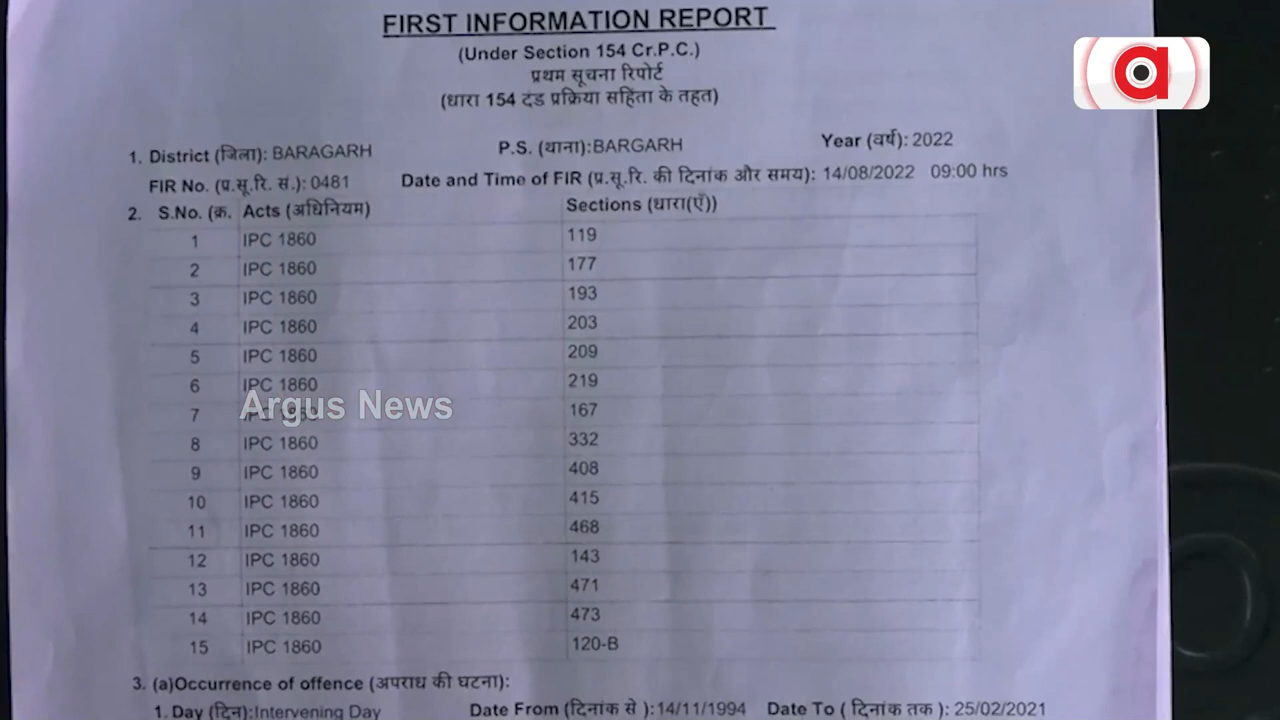 FIRST INFORMATION REPORT
(Under Section 154 Cr.P.C.)
प्रथम सूचना रिपोर्ट
(धारा 154 दंड प्रक्रिया सहिंता के तहत)
a
1. District (जिला): BARAGARH P.S. (थाना):BARGARH Year (वर्ष): 2022
FIR No. (प्र.सू.रि. सं.): 0481 Date and Time of FIR (प्र.सू.रि. की दिनांक और समय): 14/08/2022 09:00 hrs
2. S.No. (क्र. Acts (अधिनियम) Sections (धारा(एँ))
1 IPC 1860 119
2 IPC 1860 177
3 IPC 1860 193
4 IPC 1860 203
5 IPC 1860 209
6 IPC 1860 219
Argus News
7 IPC 1860 167
8 IPC 1860 332
9 IPC 1860 408
10 IPC 1860 415
11 IPC 1860 468
12 IPC 1860 143
13 IPC 1860 471
14 IPC 1860 473
15 IPC 1860 120-B
3. (a)Occurrence of offence (अपराध की घटना):
1. Day (दिन):Intervening Day Date From (दिनांक से ):14/11/1994 Date To ( दिनांक तक ): 25/02/2021